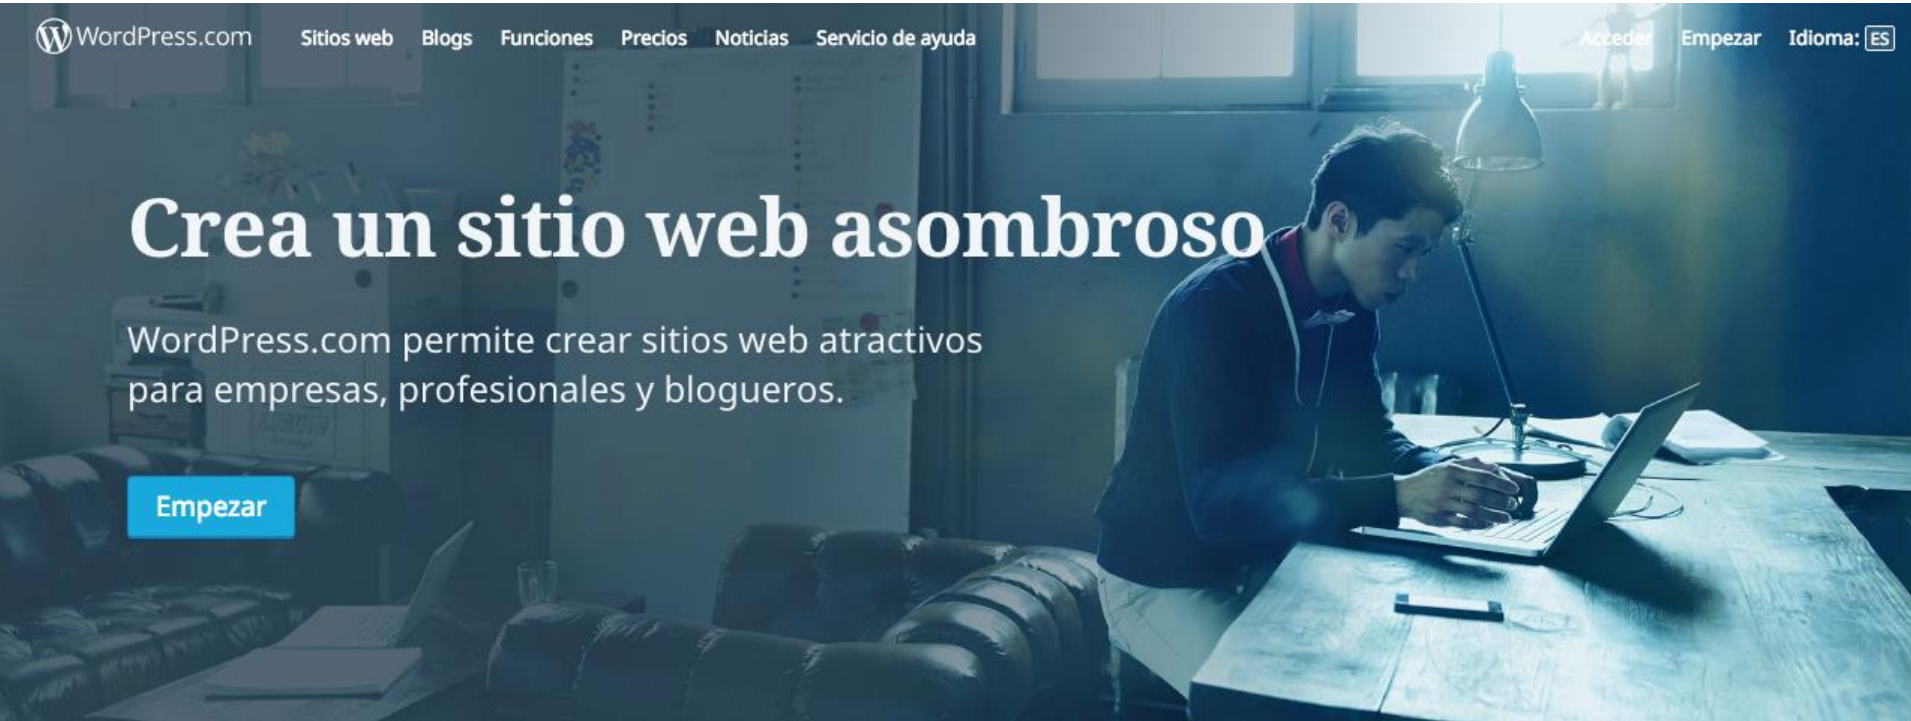 WordPress.com
Sitios web
Blogs
Funciones
Precios
Noticias
Servicio de ayuda
Acceder
Empezar
Idioma: ES
Crea un sitio web asombroso
WordPress.com permite crear sitios web atractivos
para empresas, profesionales y blogueros.
Empezar